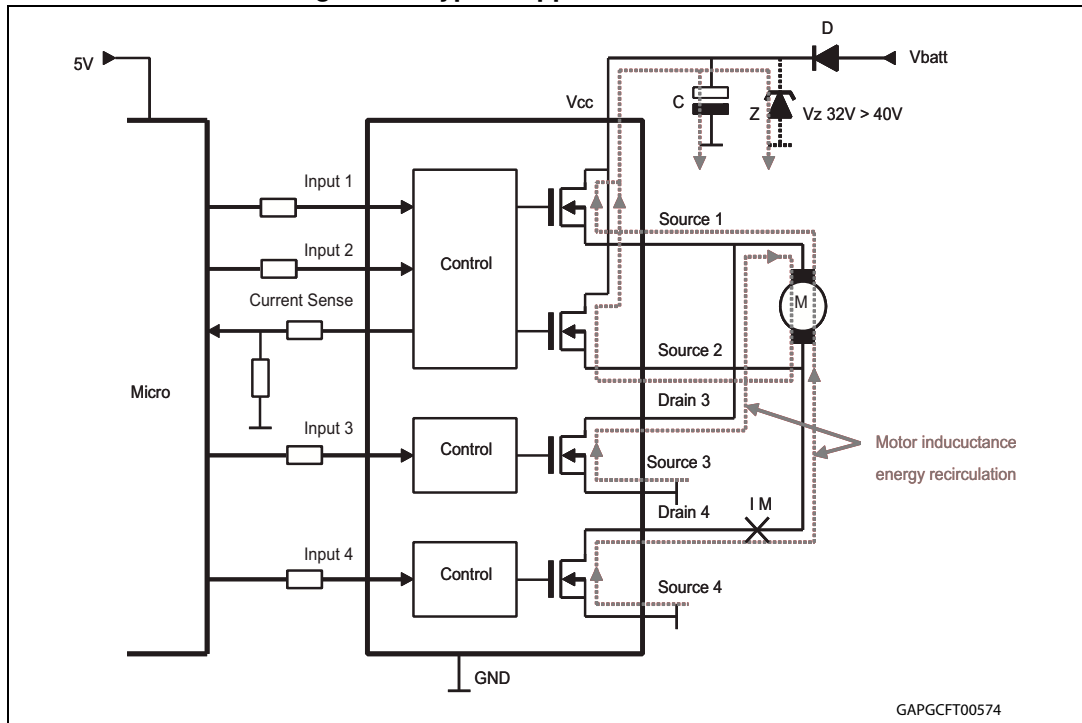 5V
D
Vbatt
Vcc
C
Z
Vz 32V > 40V
Input 1
Source 1
Input 2
Control
M
Current Sense
Source 2
Micro
Drain 3
Input 3
Motor inducuctance
energy recirculation
Control
Source 3
I M
Drain 4
Input 4
Control
Source 4
GND
GAPGCFT00574